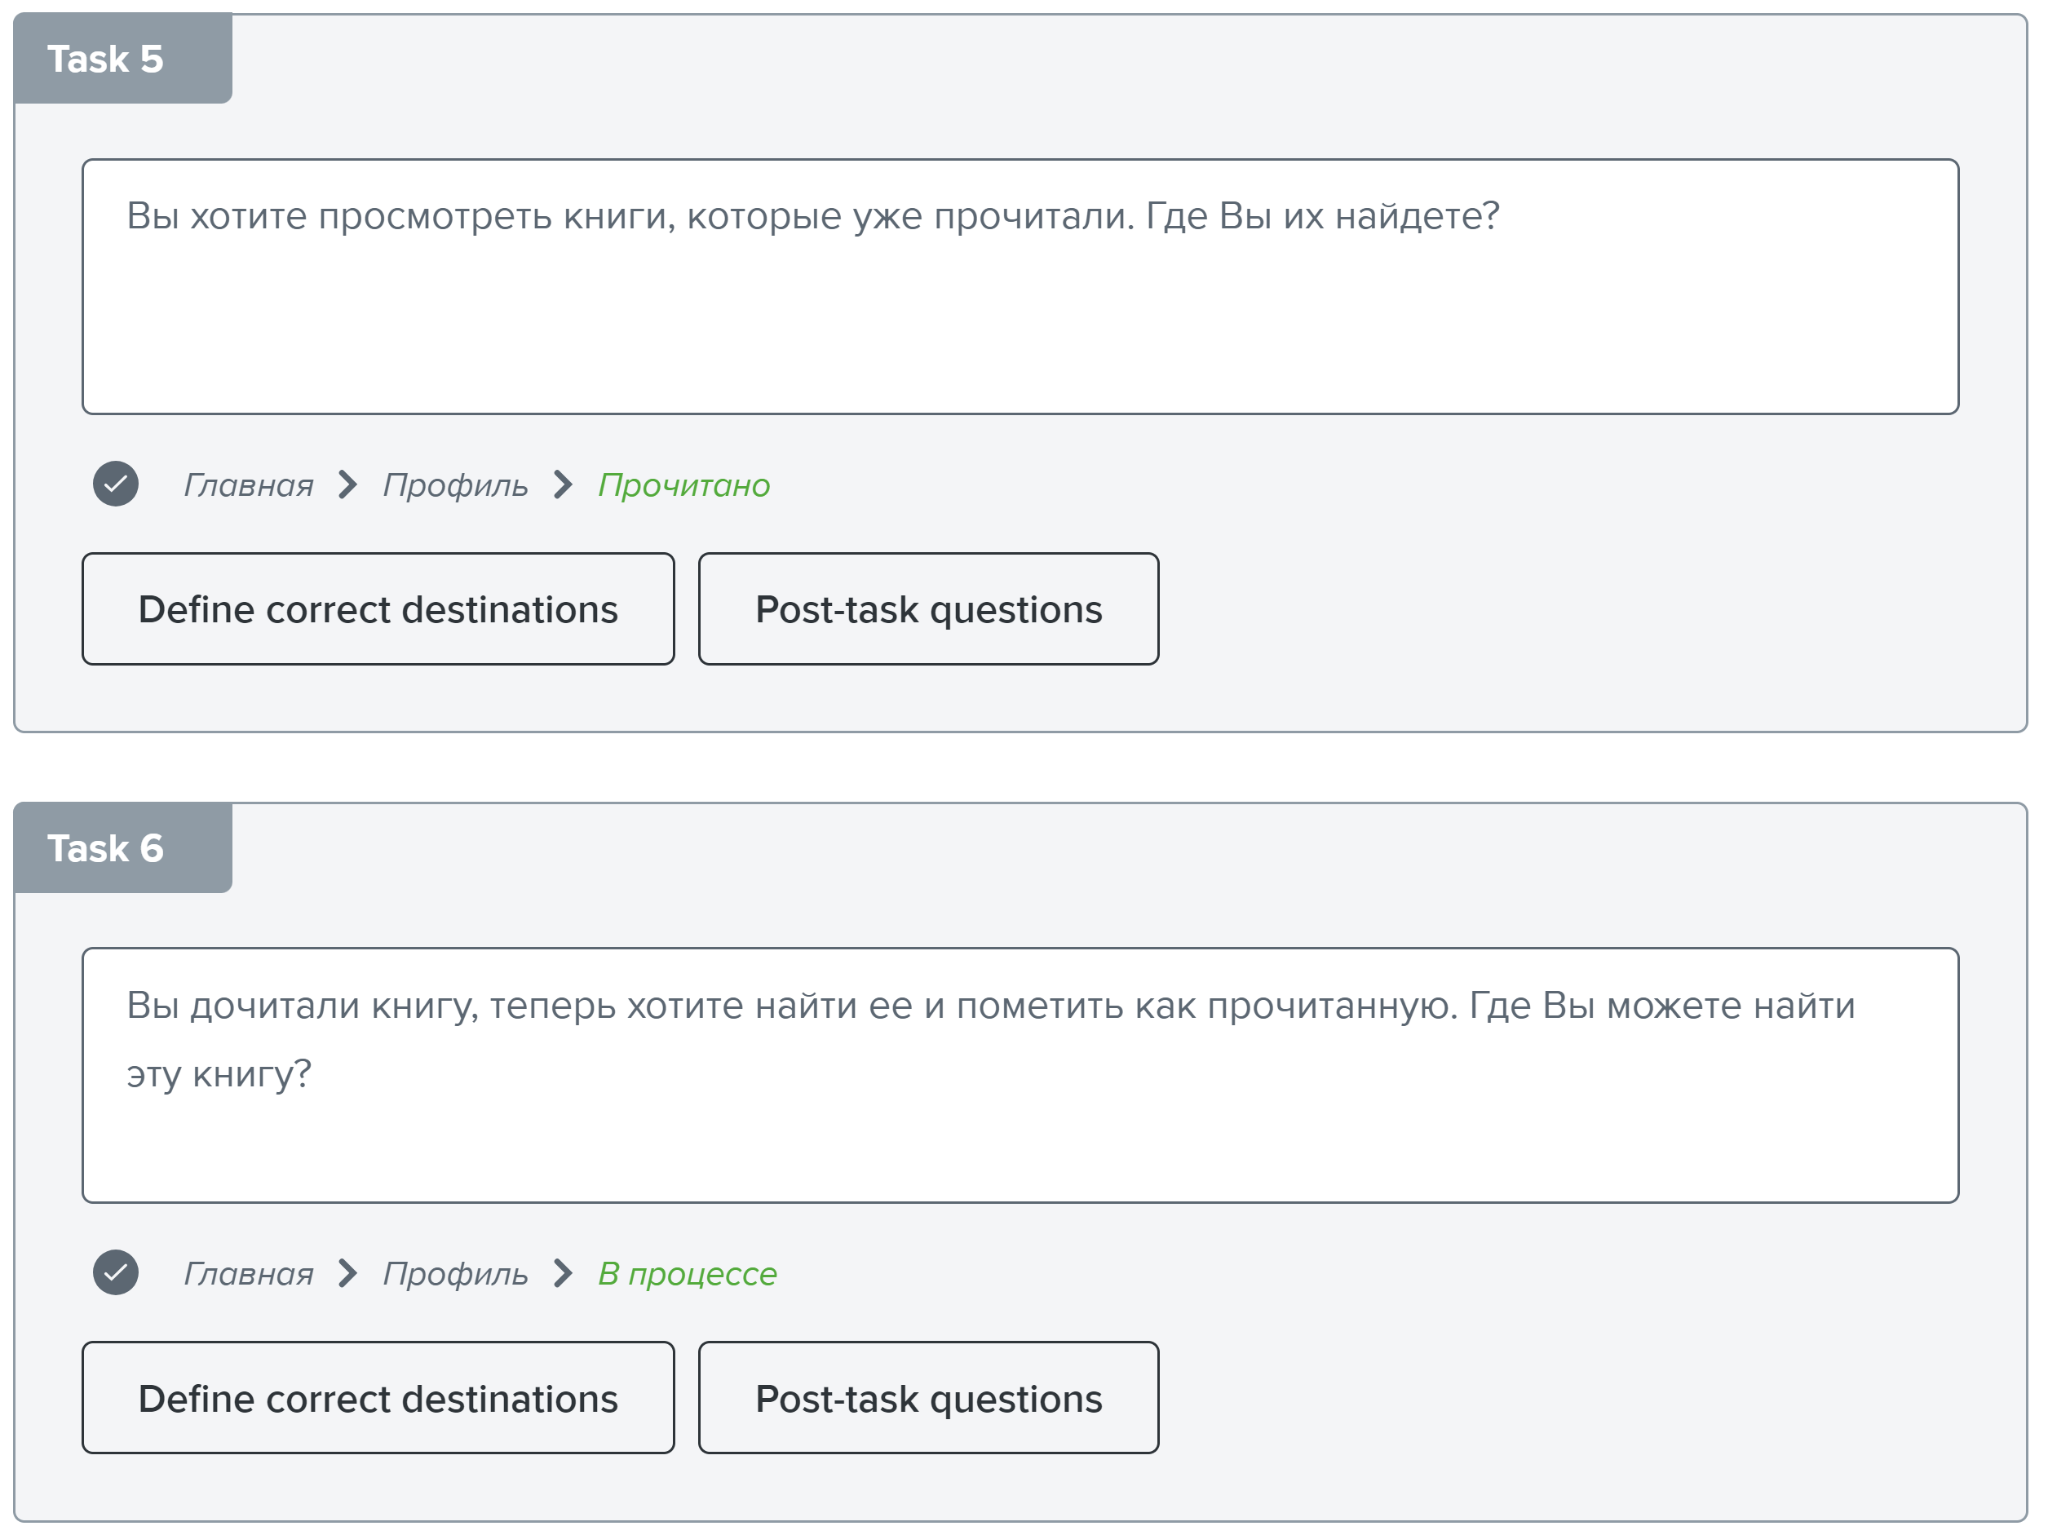 Task 5
Вы хотите просмотреть книги, которые уже прочитали. Где Вы их найдете?
Главная > Профиль > Прочитано
Define correct destinations Post-task questions
Task 6
Вы дочитали книгу, теперь хотите найти ее и пометить как прочитанную. Где Вы можете найти
эту книгу?
Главная > Профиль > В процессе
Define correct destinations Post-task questions